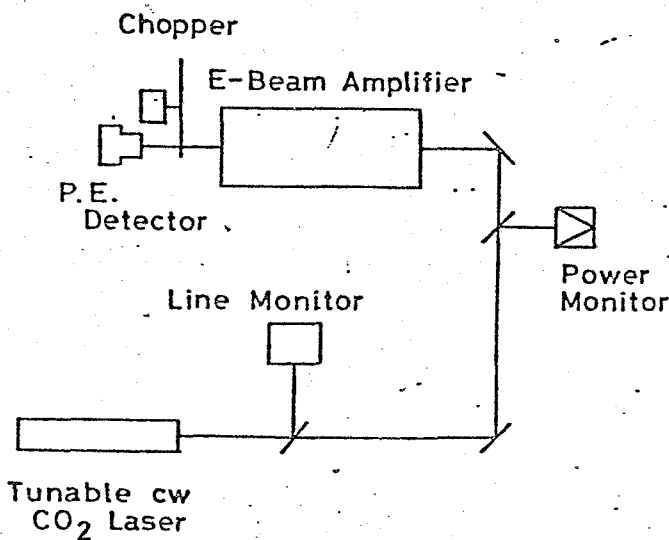 Chopper
E-Beam Amplifier
P.E.
Detector
Power
Monitor
Line Monitor
Tunable cw
CO₂ Laser